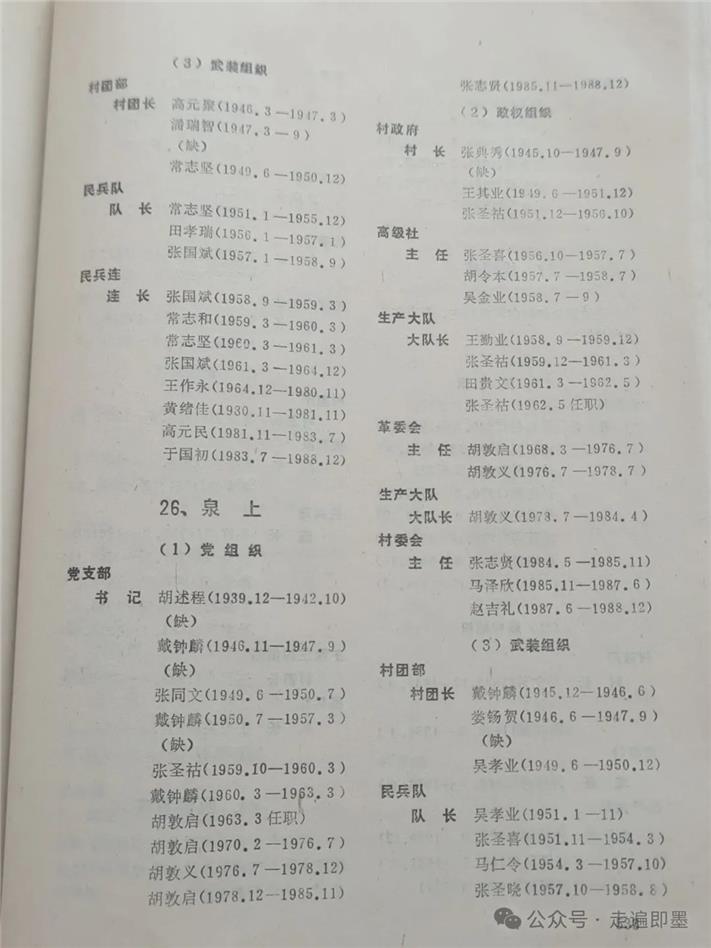 （3）武装组织
村团部
村团长 高元聚(1946.3—1947.3)
潘瑞智(1947.3—9)
(缺)
常志坚(1949.6—1950.12)
民兵队
队 长 常志坚(1951.1—1955.12)
田孝瑞(1956.1—1957.1)
张国斌(1957.1—1958.9)
民兵连
连 长 张国斌(1958.9—1959.3)
常志和(1959.3—1960.3)
常志坚(1960.3—1961.3)
张国斌(1961.3—1964.12)
王作永(1964.12—1980.11)
黄绪佳(1980.11—1981.11)
高元民(1981.11—1983.7)
于国初(1983.7—1988.12)
26、泉 上
（1）党组织
党支部
书 记 胡述程(1939.12—1942.10)
(缺)
戴钟麟(1946.11—1947.9)
(缺)
张同文(1949.6—1950.7)
戴钟麟(1950.7—1957.3)
(缺)
张圣祜(1959.10—1960.3)
戴钟麟(1960.3—1963.3)
胡敦启(1963.3任职)
胡敦启(1970.2—1976.7)
胡敦义(1976.7—1978.12)
胡敦启(1978.12—1985.11)
张志贤(1985.11—1988.12)
（2）政权组织
村政府
村 长 张典秀(1945.10—1947.9)
(缺)
王其业(1949.6—1951.12)
张圣祜(1951.12—1956.10)
高级社
主 任 张圣喜(1956.10—1957.7)
胡令本(1957.7—1958.7)
吴金业(1958.7—9)
生产大队
大队长 王勤业(1958.9—1959.12)
张圣祜(1959.12—1961.3)
田贵文(1961.3—1962.5)
张圣祜(1962.5任职)
革委会
主 任 胡敦启(1968.3—1976.7)
胡敦义(1976.7—1978.7)
生产大队
大队长 胡敦义(1978.7—1984.4)
村委会
主 任 张志贤(1984.5—1985.11)
马泽欣(1985.11—1987.6)
赵吉礼(1987.6—1988.12)
（3）武装组织
村团部
村团长 戴钟麟(1945.12—1946.6)
娄钖贺(1946.6—1947.9)
(缺)
吴孝业(1949.6—1950.12)
民兵队
队 长 吴孝业(1951.1—11)
张圣喜(1951.11—1954.3)
马仁令(1954.3—1957.10)
张圣晓(1957.10—1958.8)
公众号·走遍即墨